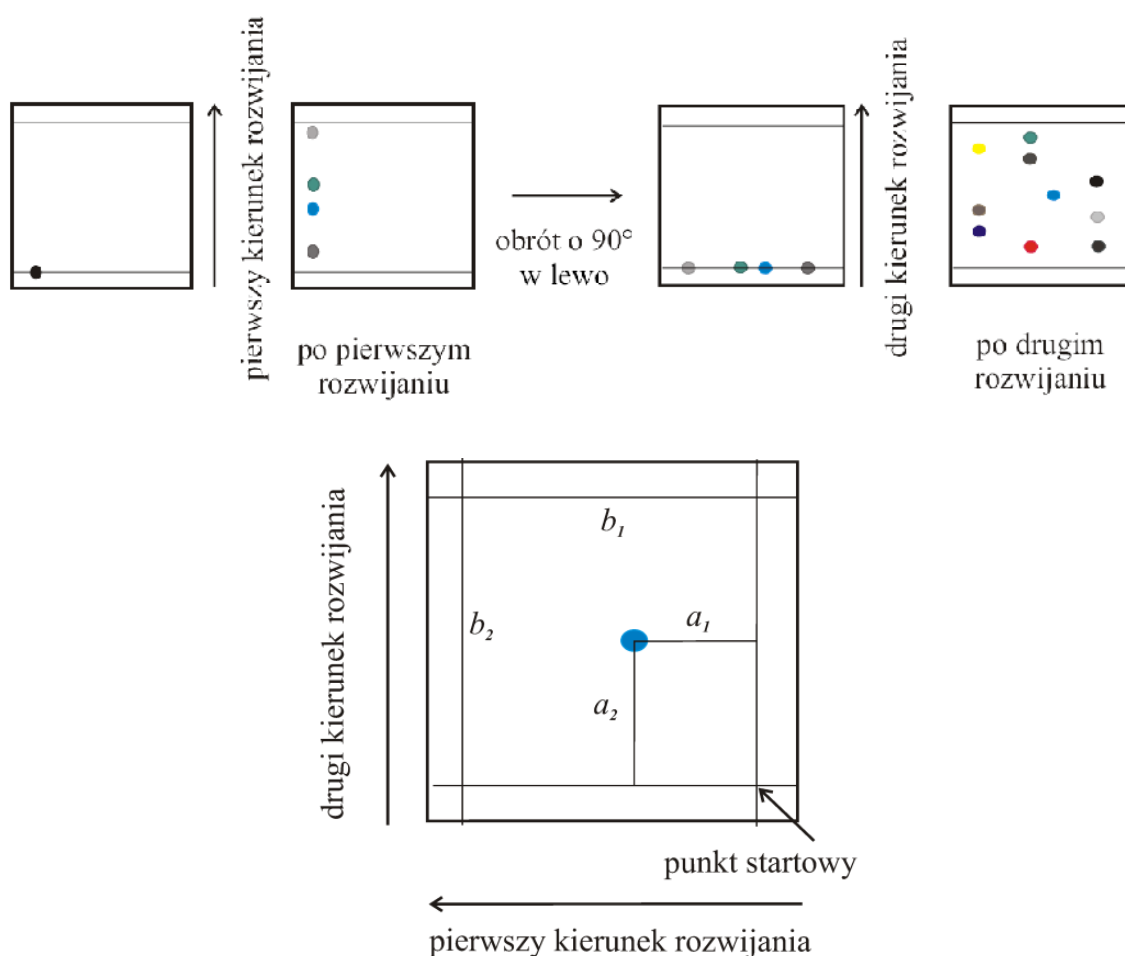 pierwszy kierunek rozwijania
po pierwszym
rozwijaniu
obrót o 90°
w lewo
drugi kierunek rozwijania
po drugim
rozwijaniu
drugi kierunek rozwijania
b1
b2
a1
a2
punkt startowy
pierwszy kierunek rozwijania